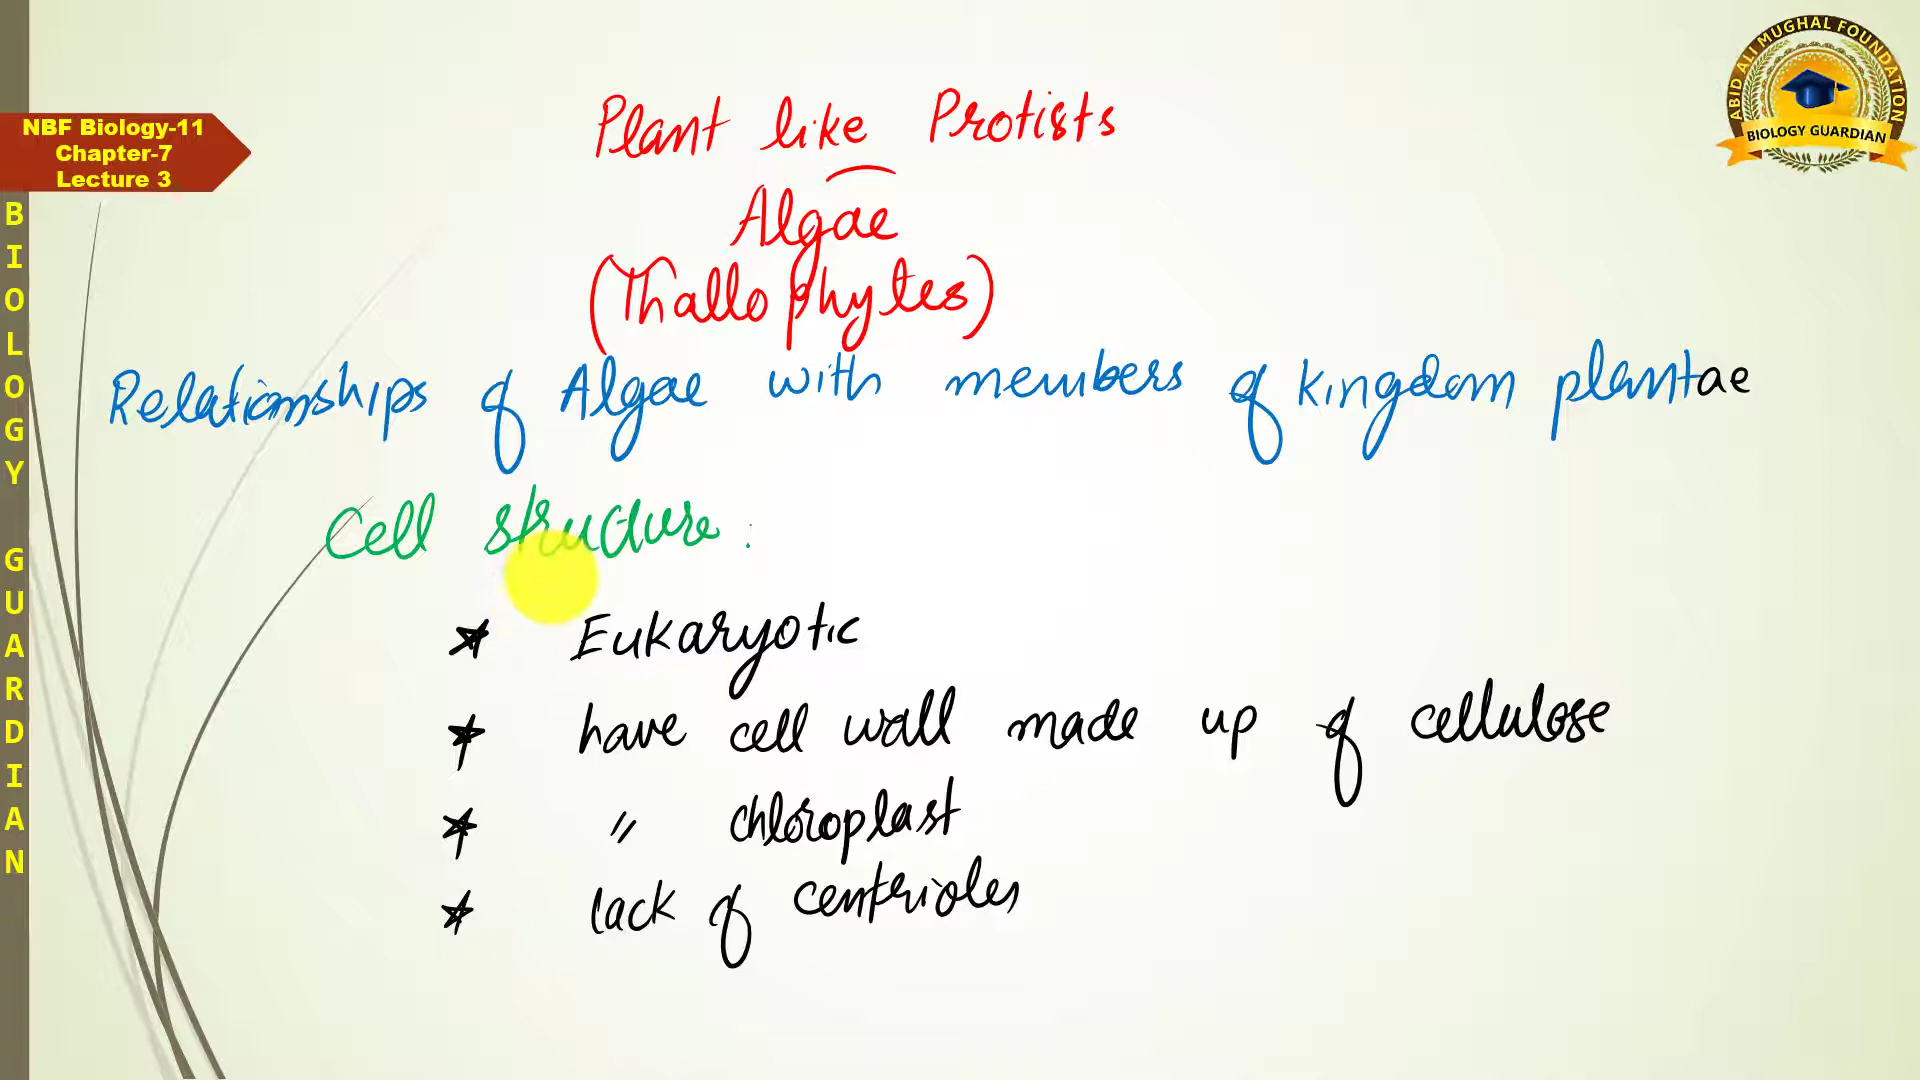 ABID ALI MUGHAL FOUNDATION
BIOLOGY GUARDIAN
NBF Biology-11
Chapter-7
Lecture 3
BIOLOGY GUARDIAN
Plant like Protists
Algae
(Thallophytes)
Relationships of Algae with members of kingdom plantae
Cell structure:
* Eukaryotic
* have cell wall made up of cellulose
* " chloroplast
* lack of centrioles